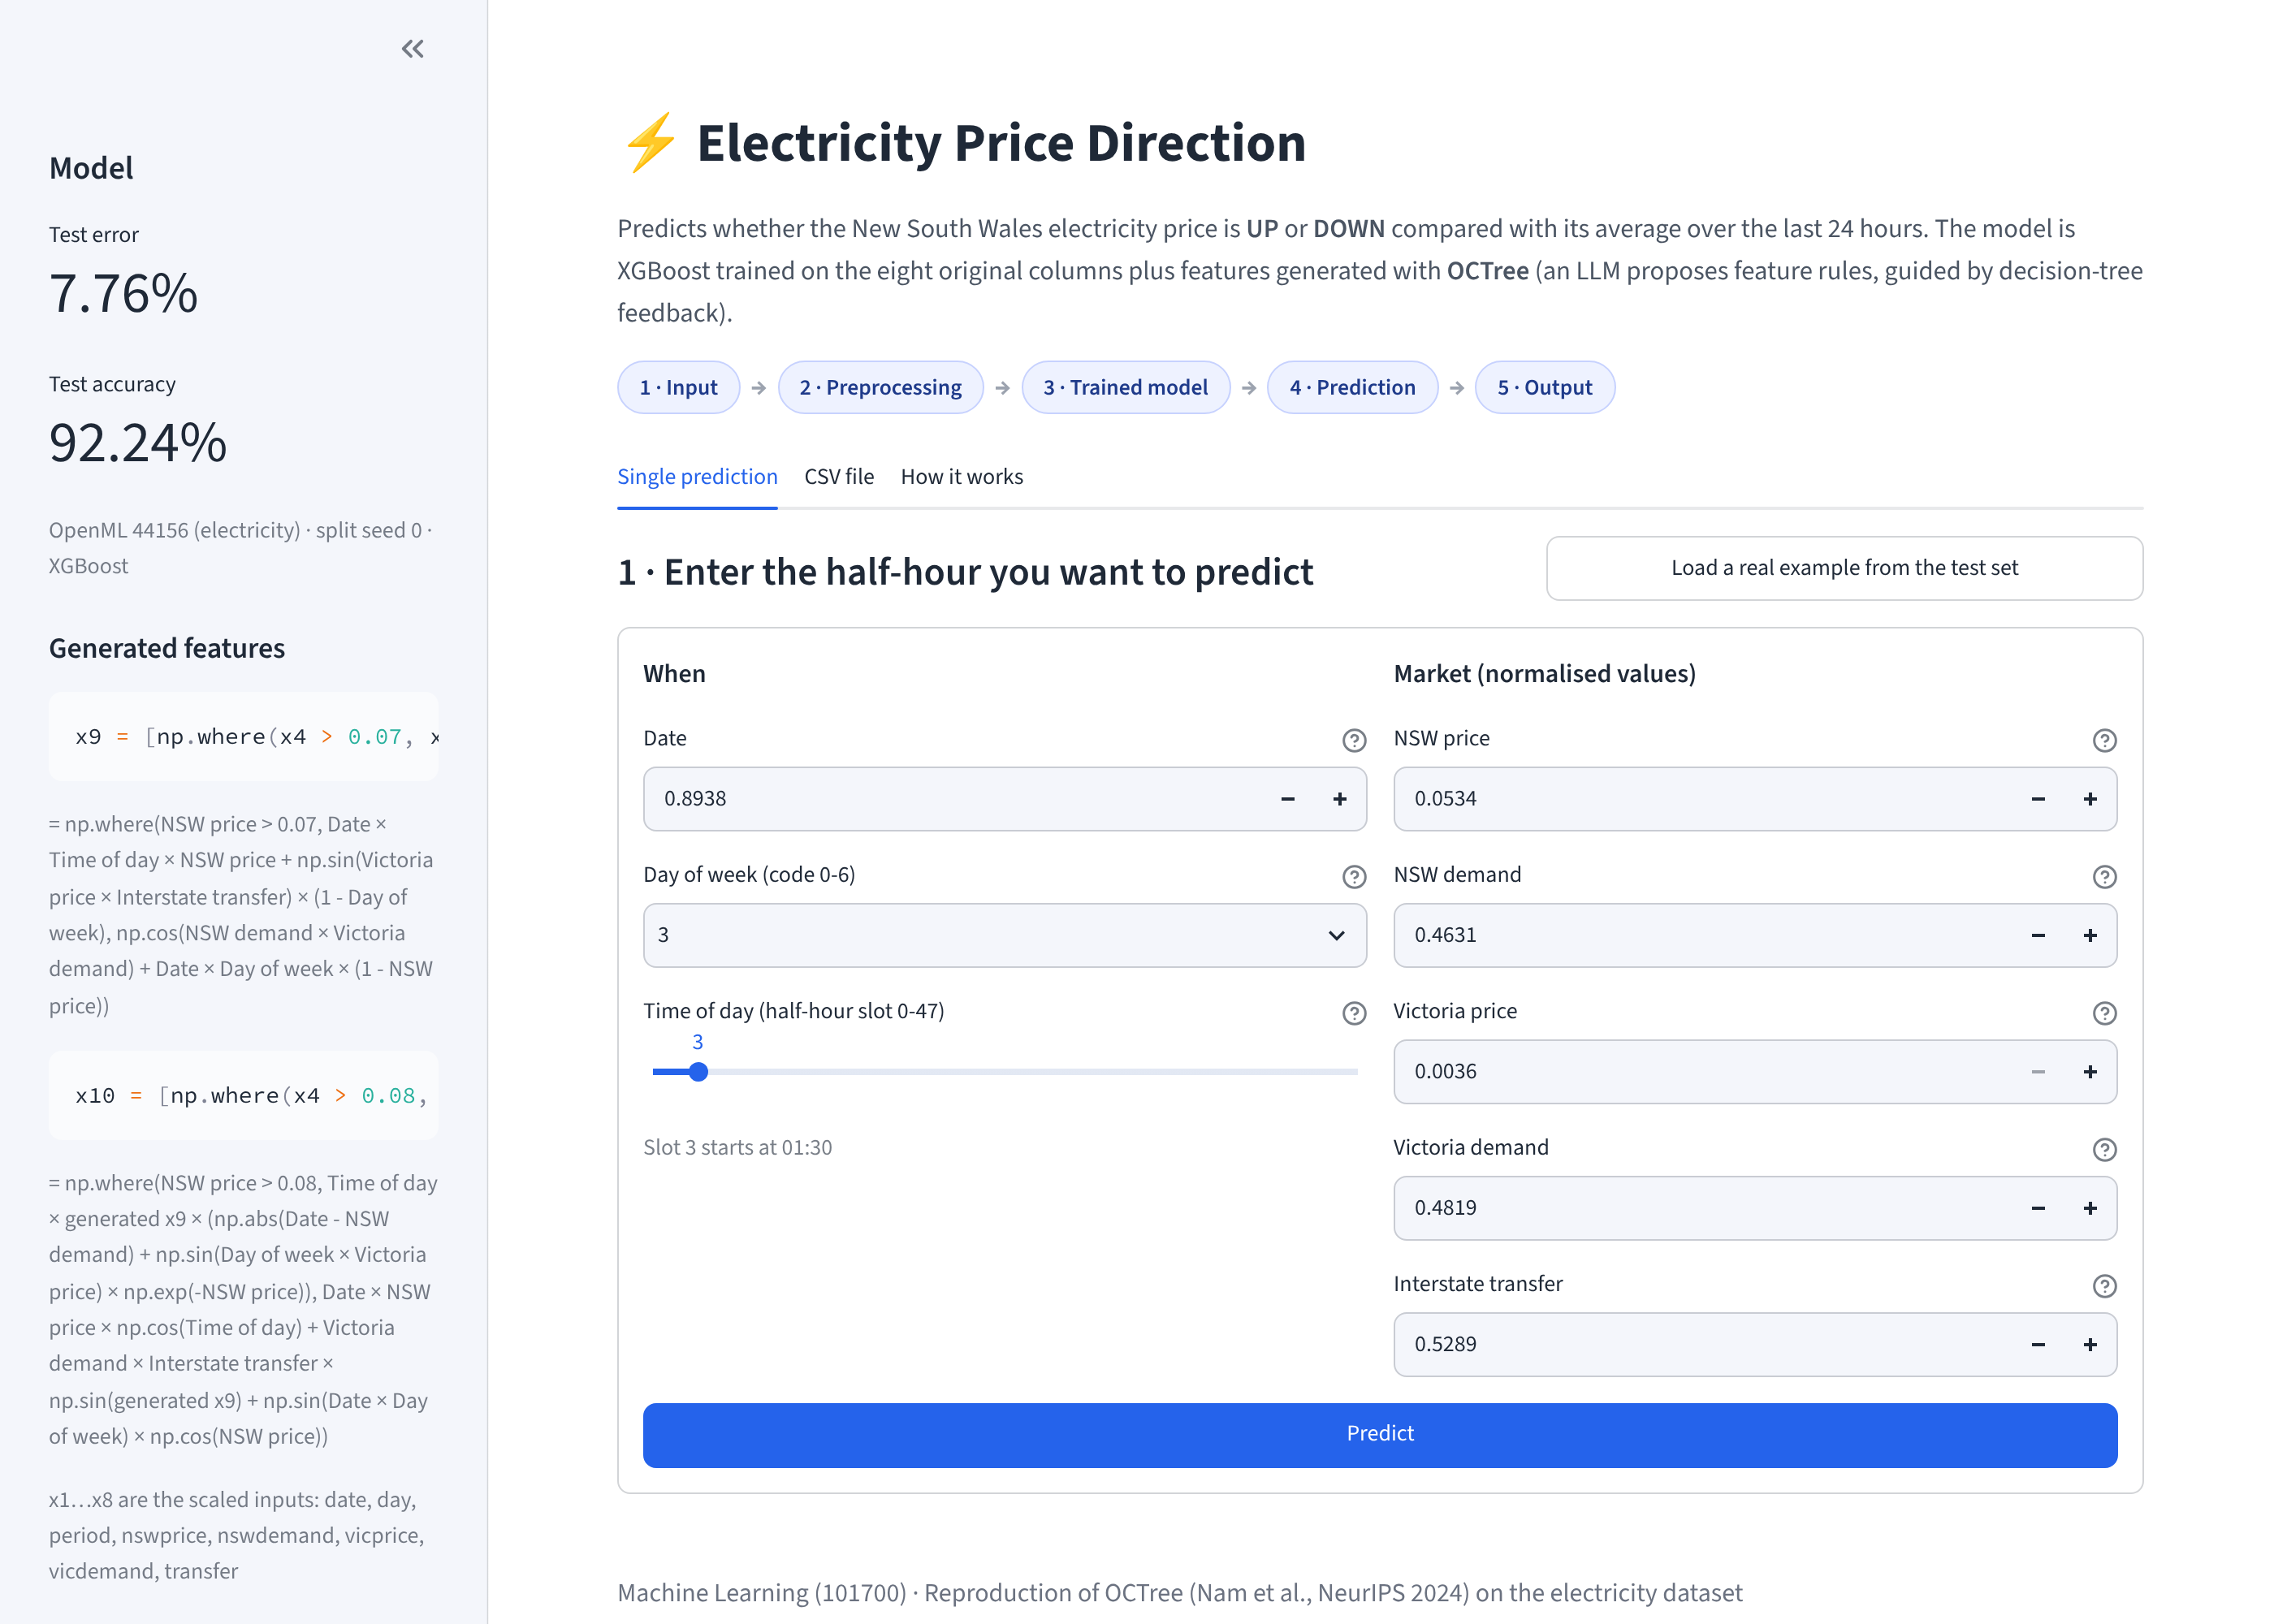 Model
Test error
7.76%
Test accuracy
92.24%
OpenML 44156 (electricity) · split seed 0 ·
XGBoost
Generated features
x9 = [np.where(x4 > 0.07, x
= np.where(NSW price > 0.07, Date ×
Time of day × NSW price + np.sin(Victoria
price × Interstate transfer) × (1 - Day of
week), np.cos(NSW demand × Victoria
demand) + Date × Day of week × (1 - NSW
price))
x10 = [np.where(x4 > 0.08,
= np.where(NSW price > 0.08, Time of day
× generated x9 × (np.abs(Date - NSW
demand) + np.sin(Day of week × Victoria
price) × np.exp(-NSW price)), Date × NSW
price × np.cos(Time of day) + Victoria
demand × Interstate transfer ×
np.sin(generated x9) + np.sin(Date × Day
of week) × np.cos(NSW price))
x1…x8 are the scaled inputs: date, day,
period, nswprice, nswdemand, vicprice,
vicdemand, transfer
⚡ Electricity Price Direction
Predicts whether the New South Wales electricity price is UP or DOWN compared with its average over the last 24 hours. The model is
XGBoost trained on the eight original columns plus features generated with OCTree (an LLM proposes feature rules, guided by decision-tree
feedback).
1 · Input → 2 · Preprocessing → 3 · Trained model → 4 · Prediction → 5 · Output
Single prediction CSV file How it works
1 · Enter the half-hour you want to predict
Load a real example from the test set
When
Date
0.8938
Day of week (code 0-6)
3
Time of day (half-hour slot 0-47)
3
Slot 3 starts at 01:30
Market (normalised values)
NSW price
0.0534
NSW demand
0.4631
Victoria price
0.0036
Victoria demand
0.4819
Interstate transfer
0.5289
Predict
Machine Learning (101700) · Reproduction of OCTree (Nam et al., NeurIPS 2024) on the electricity dataset